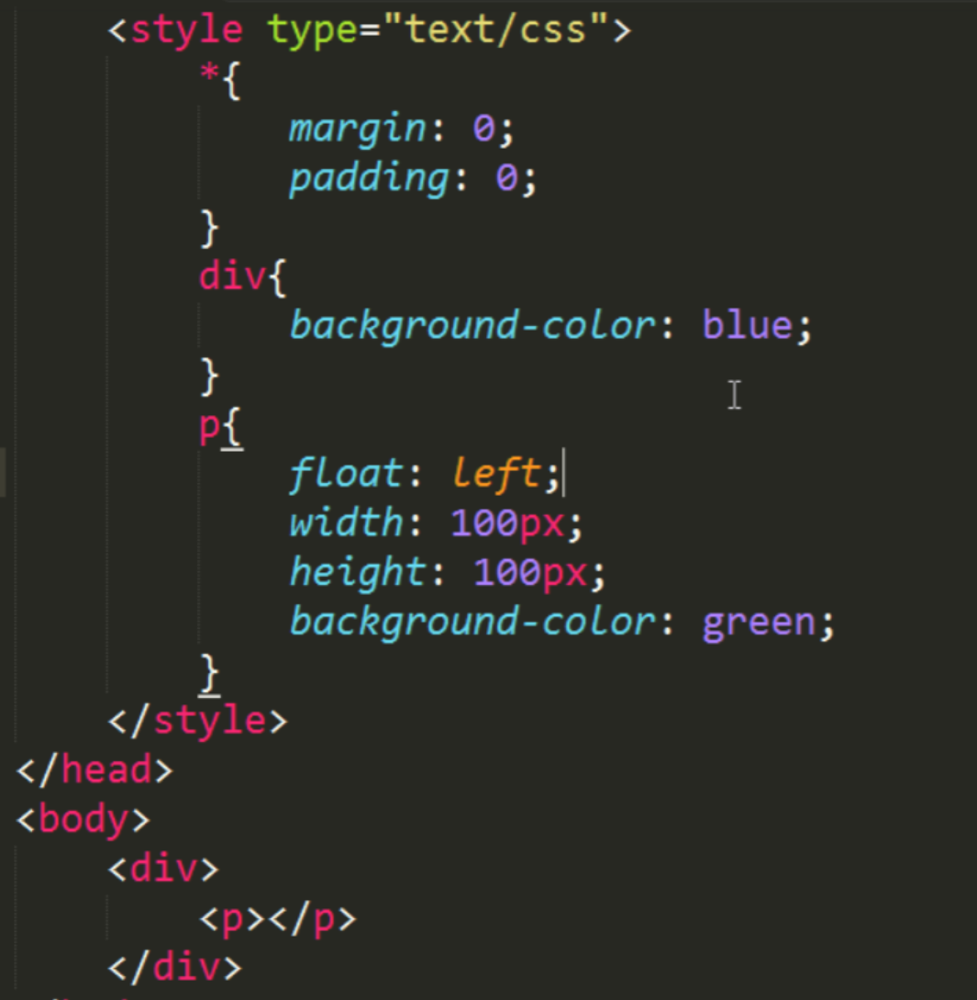 <style type="text/css">
*{
margin: 0;
padding: 0;
}
div{
background-color: blue;
}
p{
float: left;
width: 100px;
height: 100px;
background-color: green;
}
</style>
</head>
<body>
<div>
<p></p>
</div>